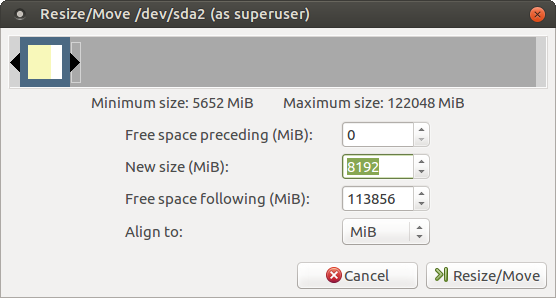 Resize/Move /dev/sda2 (as superuser)
Minimum size: 5652 MiB Maximum size: 122048 MiB
Free space preceding (MiB): 0
New size (MiB): 8192
Free space following (MiB): 113856
Align to: MiB
Cancel Resize/Move